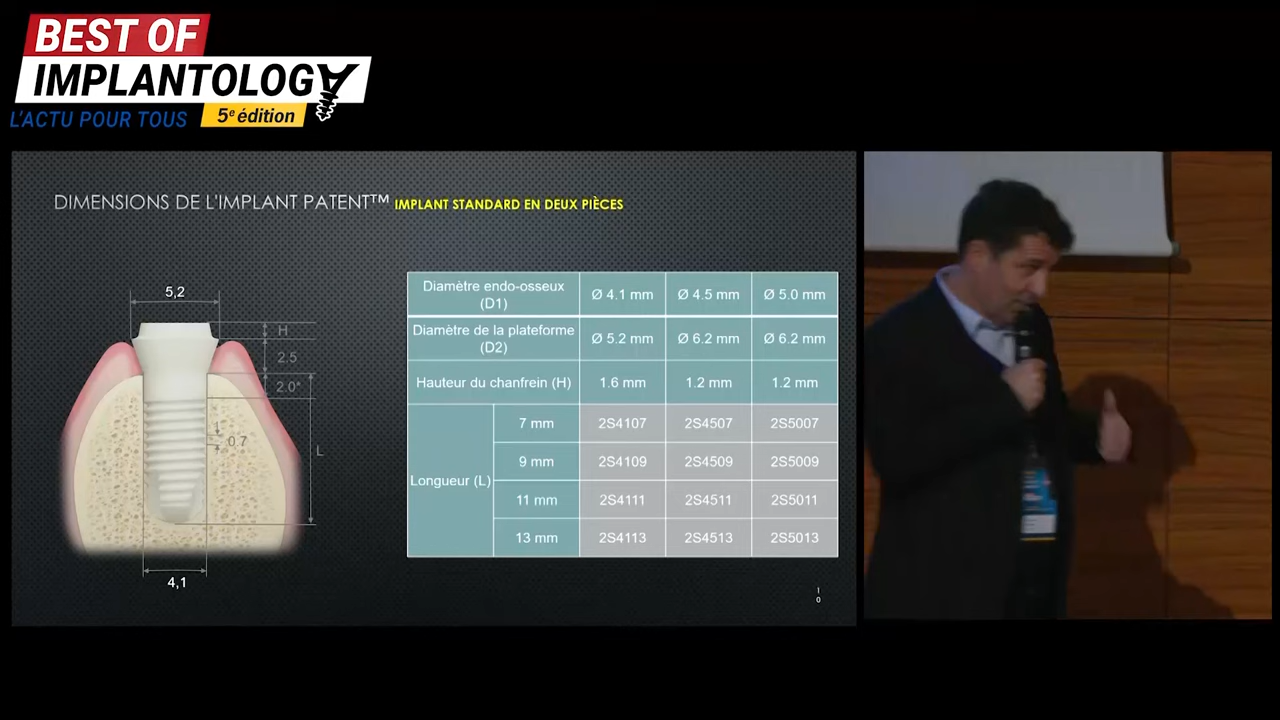 BEST OF
IMPLANTOLOGY
L'ACTU POUR TOUS
5e édition
DIMENSIONS DE L'IMPLANT PATENT™ IMPLANT STANDARD EN DEUX PIÈCES
5,2
H
2.5
2.0*
0.7
L
4,1
Diamètre endo-osseux (D1) Ø 4.1 mm Ø 4.5 mm Ø 5.0 mm
Diamètre de la plateforme (D2) Ø 5.2 mm Ø 6.2 mm Ø 6.2 mm
Hauteur du chanfrein (H) 1.6 mm 1.2 mm 1.2 mm
Longueur (L)
7 mm 2S4107 2S4507 2S5007
9 mm 2S4109 2S4509 2S5009
11 mm 2S4111 2S4511 2S5011
13 mm 2S4113 2S4513 2S5013
1
0